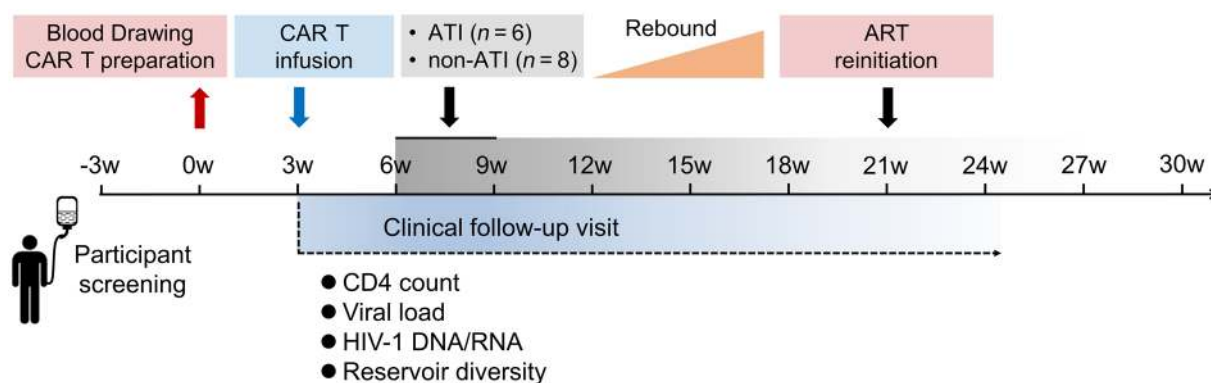 Blood Drawing
CAR T preparation
CAR T
infusion
• ATI (n = 6)
• non-ATI (n = 8)
Rebound
ART
reinitiation
-3w 0w 3w 6w 9w 12w 15w 18w 21w 24w 27w 30w
Participant
screening
Clinical follow-up visit
● CD4 count
● Viral load
● HIV-1 DNA/RNA
● Reservoir diversity